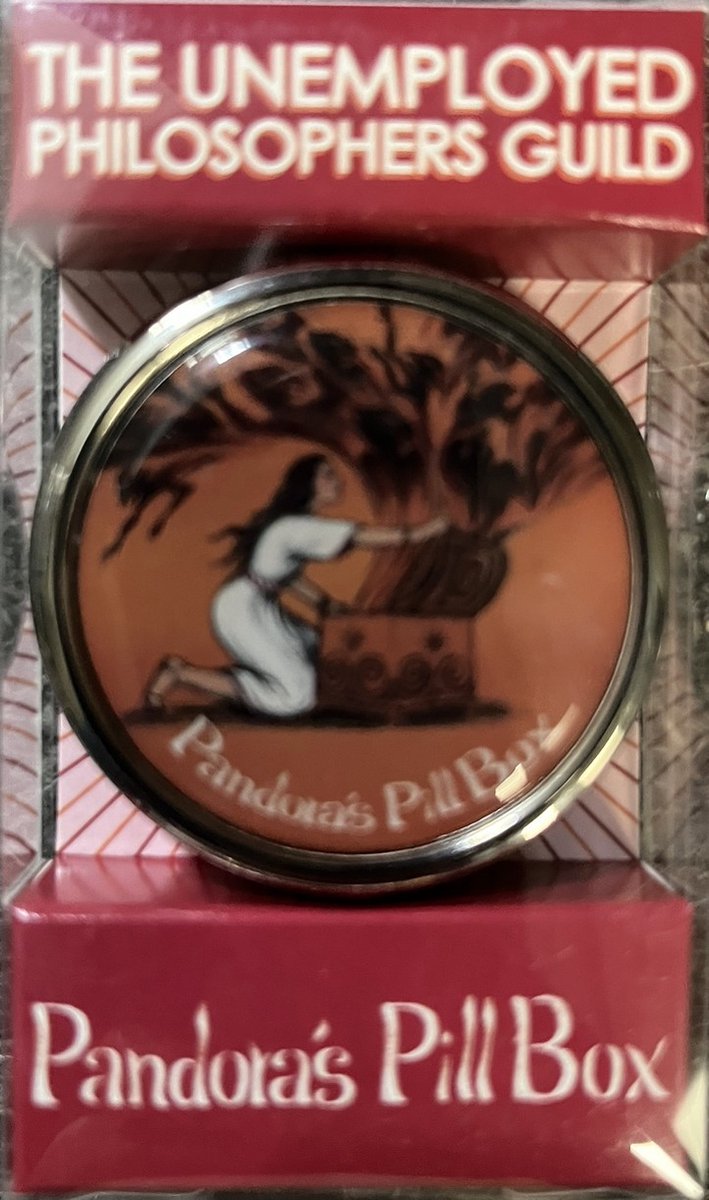 THE UNEMPLOYED
PHILOSOPHERS GUILD
Pandora's Pill Box
Pandora's Pill Box